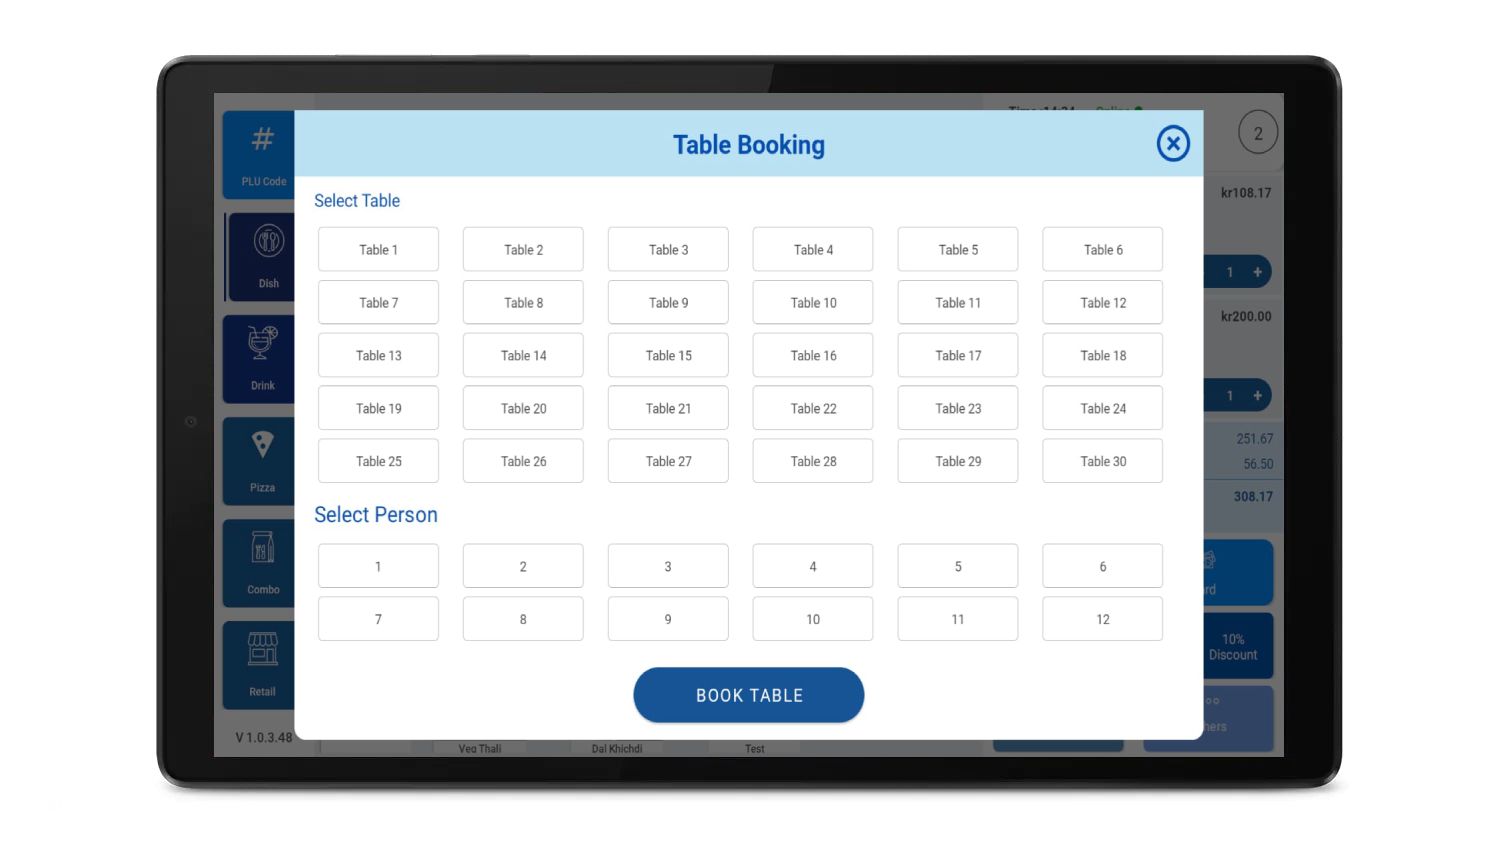 Online
2
#
PLU Code
Table Booking
kr108.17
Select Table
Table 1 Table 2 Table 3 Table 4 Table 5 Table 6
Dish
1 +
Table 7 Table 8 Table 9 Table 10 Table 11 Table 12
kr200.00
Table 13 Table 14 Table 15 Table 16 Table 17 Table 18
Drink
1 +
Table 19 Table 20 Table 21 Table 22 Table 23 Table 24
251.67
Table 25 Table 26 Table 27 Table 28 Table 29 Table 30
56.50
Pizza
308.17
Select Person
1 2 3 4 5 6
Combo
7 8 9 10 11 12
10%
Discount
Retail
BOOK TABLE
V 1.0.3.48
Veg Thali Dal Khichdi Test